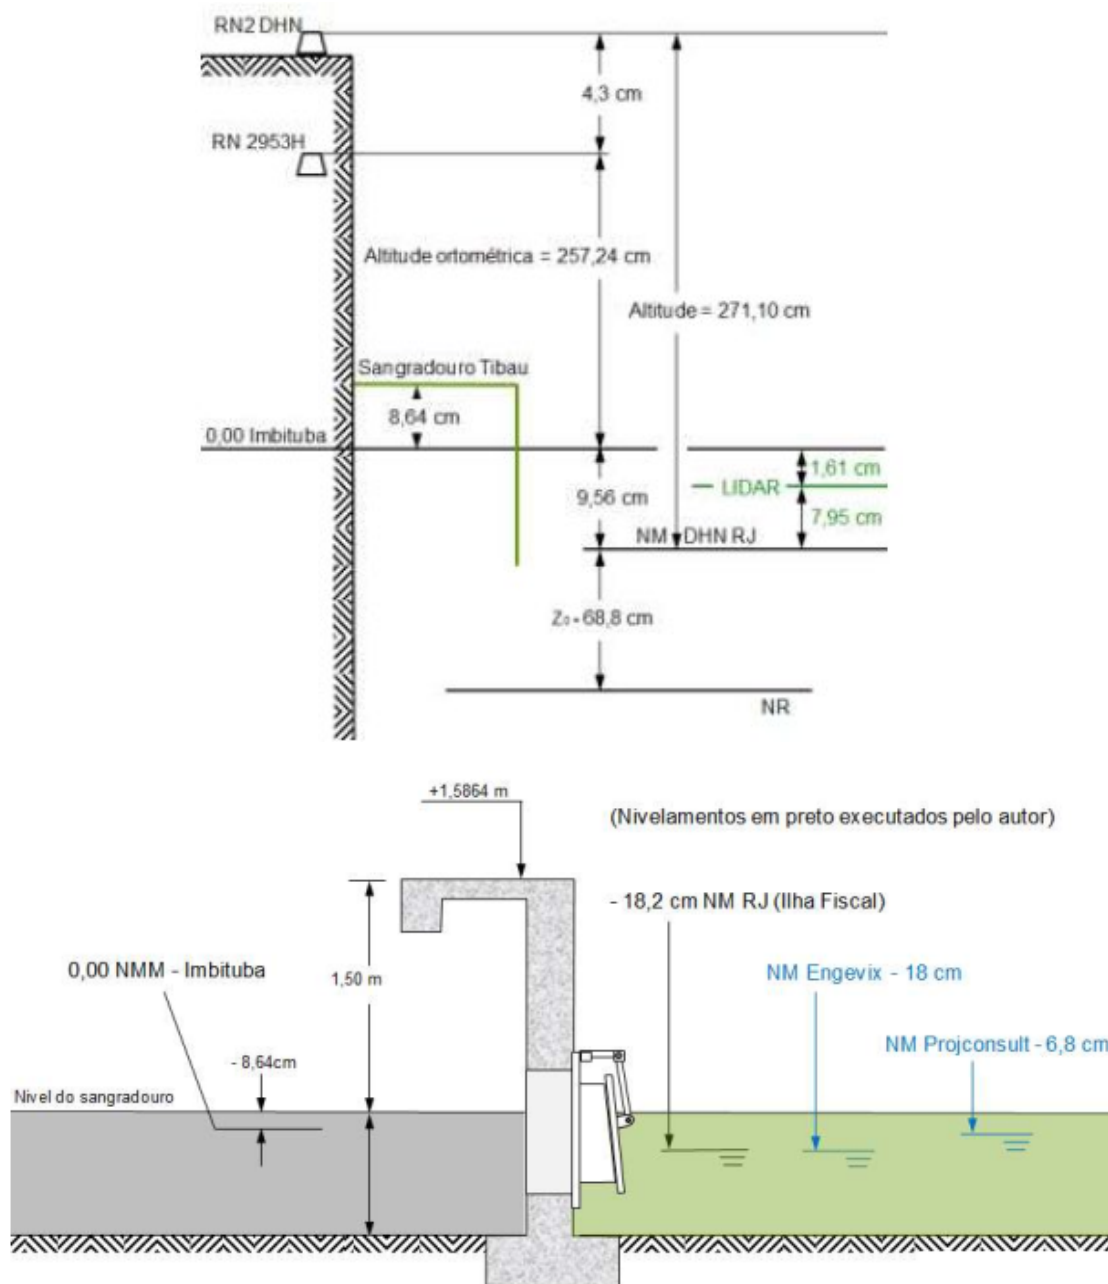 RN2 DHN
4,3 cm
RN 2953H
Altitude ortométrica = 257,24 cm
Altitude = 271,10 cm
Sangradouro Tibau
8,64 cm
0,00 Imbituba
1,61 cm
LIDAR
9,56 cm
7,95 cm
NM DHN RJ
Z₀ = 68,8 cm
NR
+1,5864 m
(Nivelamentos em preto executados pelo autor)
- 18,2 cm NM RJ (Ilha Fiscal)
0,00 NMM - Imbituba
1,50 m
NM Engevix - 18 cm
NM Projconsult - 6,8 cm
- 8,64cm
Nivel do sangradouro